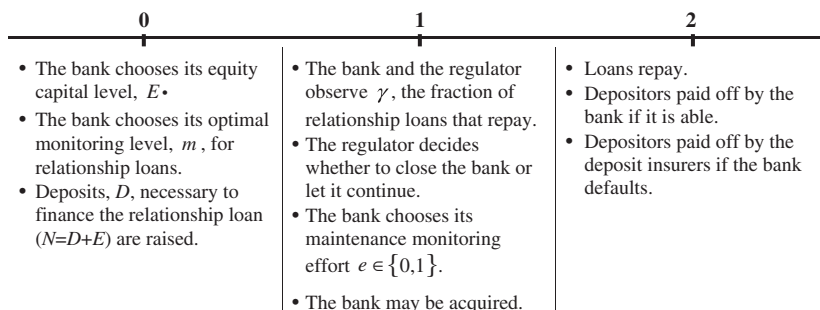 0
1
2
• The bank chooses its equity
capital level, E•
• The bank chooses its optimal
monitoring level, m , for
relationship loans.
• Deposits, D, necessary to
finance the relationship loan
(N=D+E) are raised.
• The bank and the regulator
observe γ, the fraction of
relationship loans that repay.
• The regulator decides
whether to close the bank or
let it continue.
• The bank chooses its
maintenance monitoring
effort e ∈ {0,1}.
• The bank may be acquired.
• Loans repay.
• Depositors paid off by the
bank if it is able.
• Depositors paid off by the
deposit insurers if the bank
defaults.